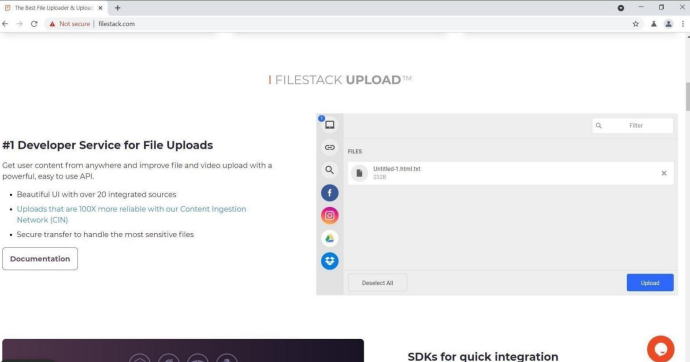 The Best File Uploader & Upload
Not secure | filestack.com
FILESTACK UPLOAD™
#1 Developer Service for File Uploads
Get user content from anywhere and improve file and video upload with a
powerful, easy to use API.
• Beautiful UI with over 20 integrated sources
• Uploads that are 100X more reliable with our Content Ingestion
Network (CIN)
• Secure transfer to handle the most sensitive files
Documentation
1
Filter
FILES
Untitled-1.html.txt
Deselect All
Upload
SDKs for quick integration